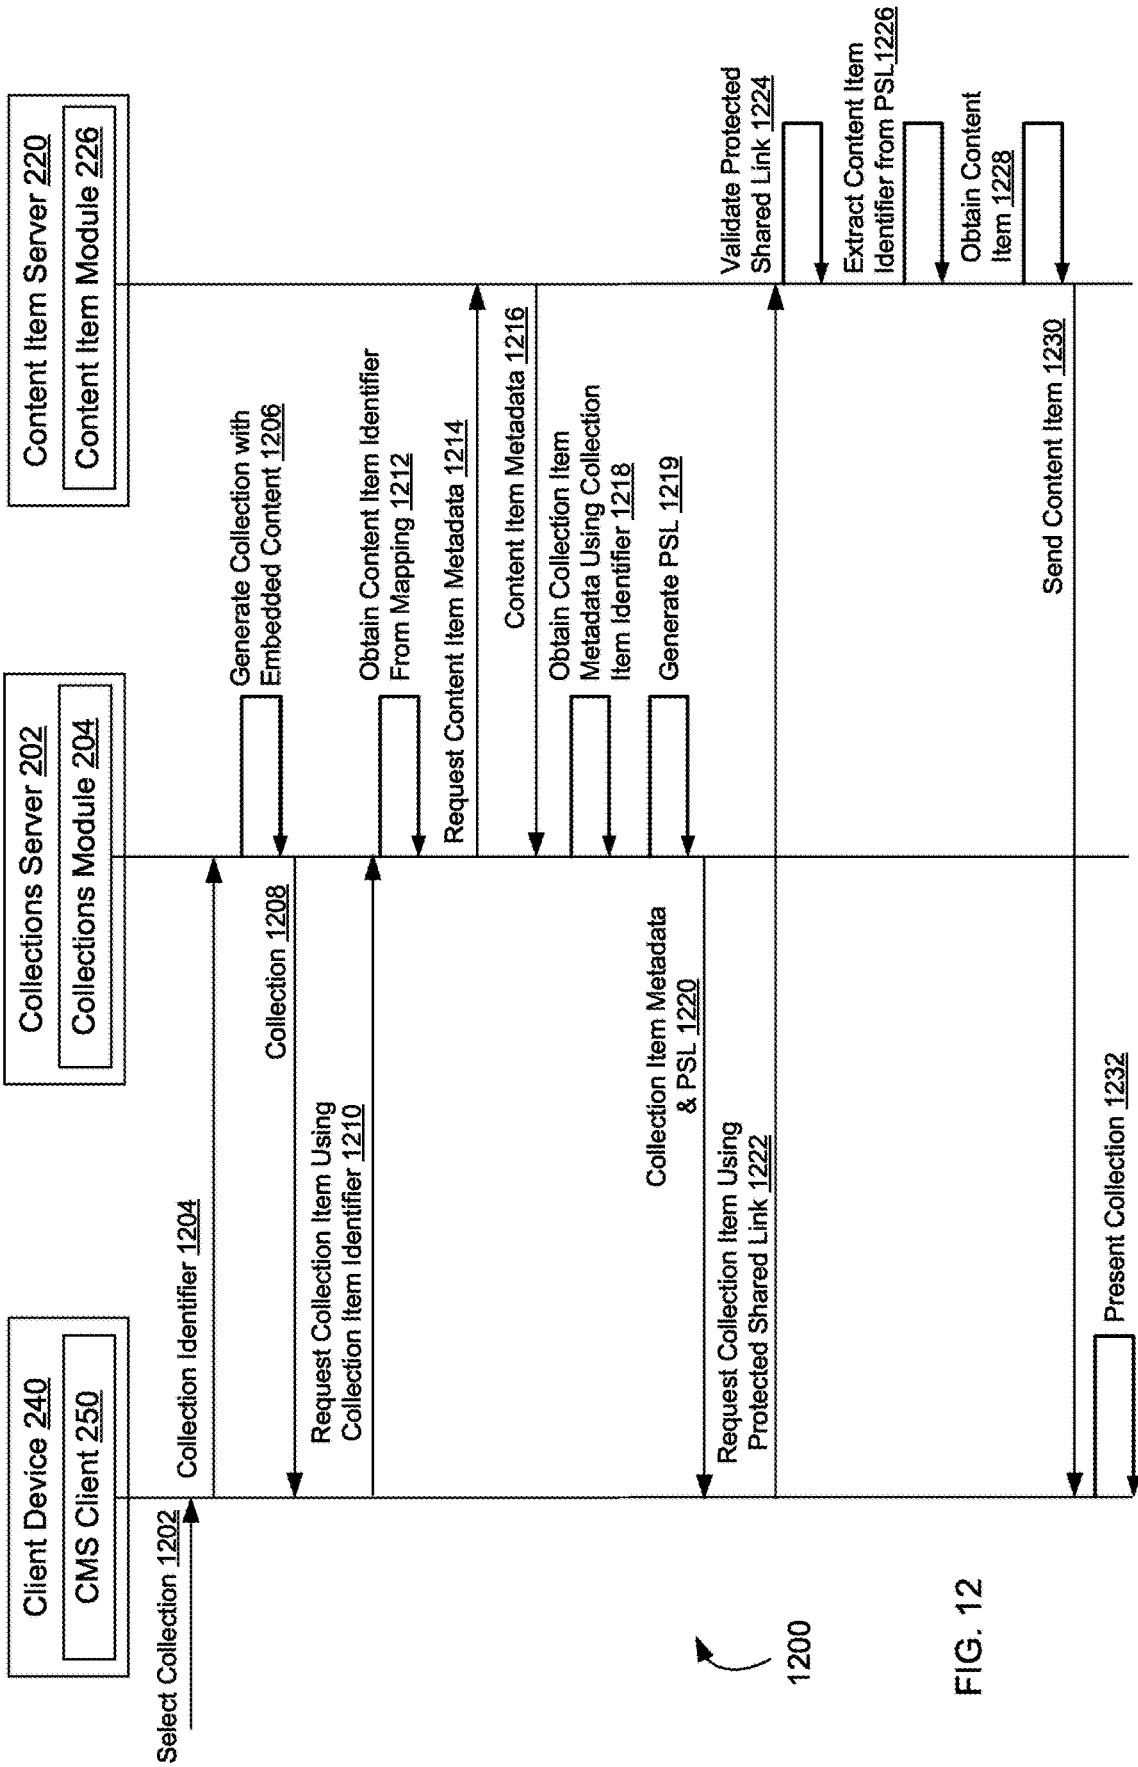 Client Device 240
CMS Client 250
Collections Server 202
Collections Module 204
Content Item Server 220
Content Item Module 226
Select Collection 1202
Collection Identifier 1204
Generate Collection with
Embedded Content 1206
Collection 1208
Request Collection Item Using
Collection Item Identifier 1210
Obtain Content Item Identifier
From Mapping 1212
Request Content Item Metadata 1214
Content Item Metadata 1216
Obtain Collection Item
Metadata Using Collection
Item Identifier 1218
Generate PSL 1219
Collection Item Metadata
& PSL 1220
Request Collection Item Using
Protected Shared Link 1222
Validate Protected
Shared Link 1224
Extract Content Item
Identifier from PSL1226
Obtain Content
Item 1228
Send Content Item 1230
Present Collection 1232
1200
FIG. 12